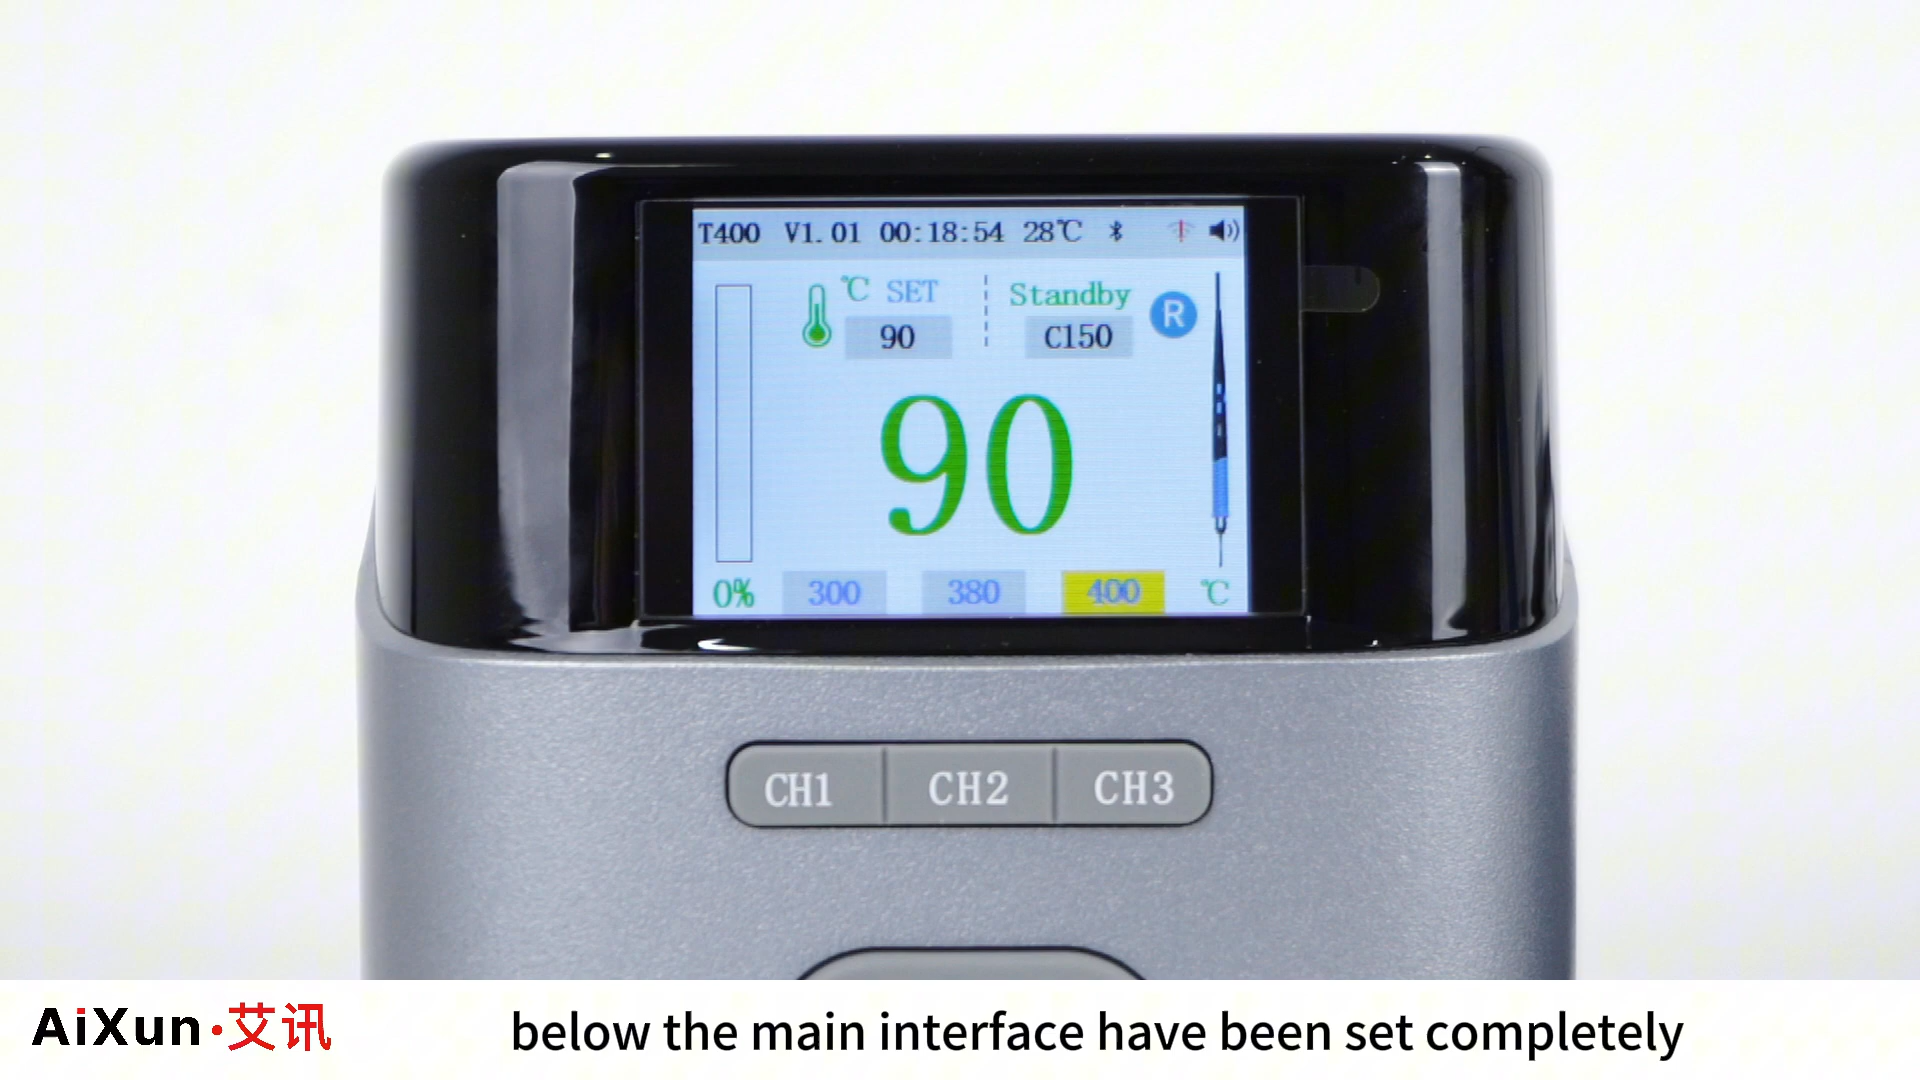 T400 V1.01 00:18:54 28℃
℃ SET Standby R
90 C150
90
0% 300 380 400 ℃
CH1 CH2 CH3
AiXun·艾讯 below the main interface have been set completely